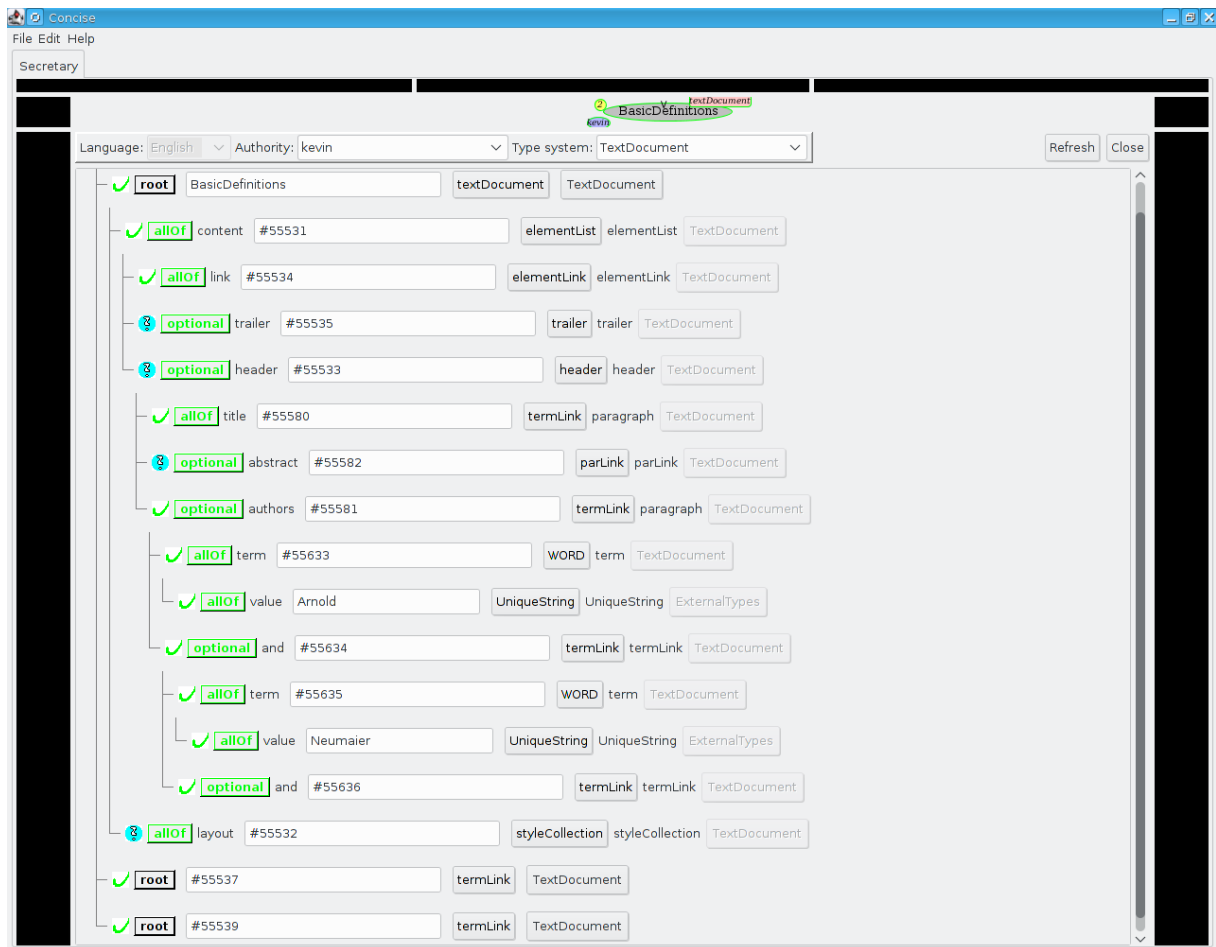 Concise
File Edit Help
Secretary
2 BasicDefinitions textDocument
kevin
Language: English Authority: kevin Type system: TextDocument Refresh Close
root BasicDefinitions textDocument TextDocument
allOf content #55531 elementList elementList TextDocument
allOf link #55534 elementLink elementLink TextDocument
optional trailer #55535 trailer trailer TextDocument
optional header #55533 header header TextDocument
allOf title #55580 termLink paragraph TextDocument
optional abstract #55582 parLink parLink TextDocument
optional authors #55581 termLink paragraph TextDocument
allOf term #55633 WORD term TextDocument
allOf value Arnold UniqueString UniqueString ExternalTypes
optional and #55634 termLink termLink TextDocument
allOf term #55635 WORD term TextDocument
allOf value Neumaier UniqueString UniqueString ExternalTypes
optional and #55636 termLink termLink TextDocument
allOf layout #55532 styleCollection styleCollection TextDocument
root #55537 termLink TextDocument
root #55539 termLink TextDocument